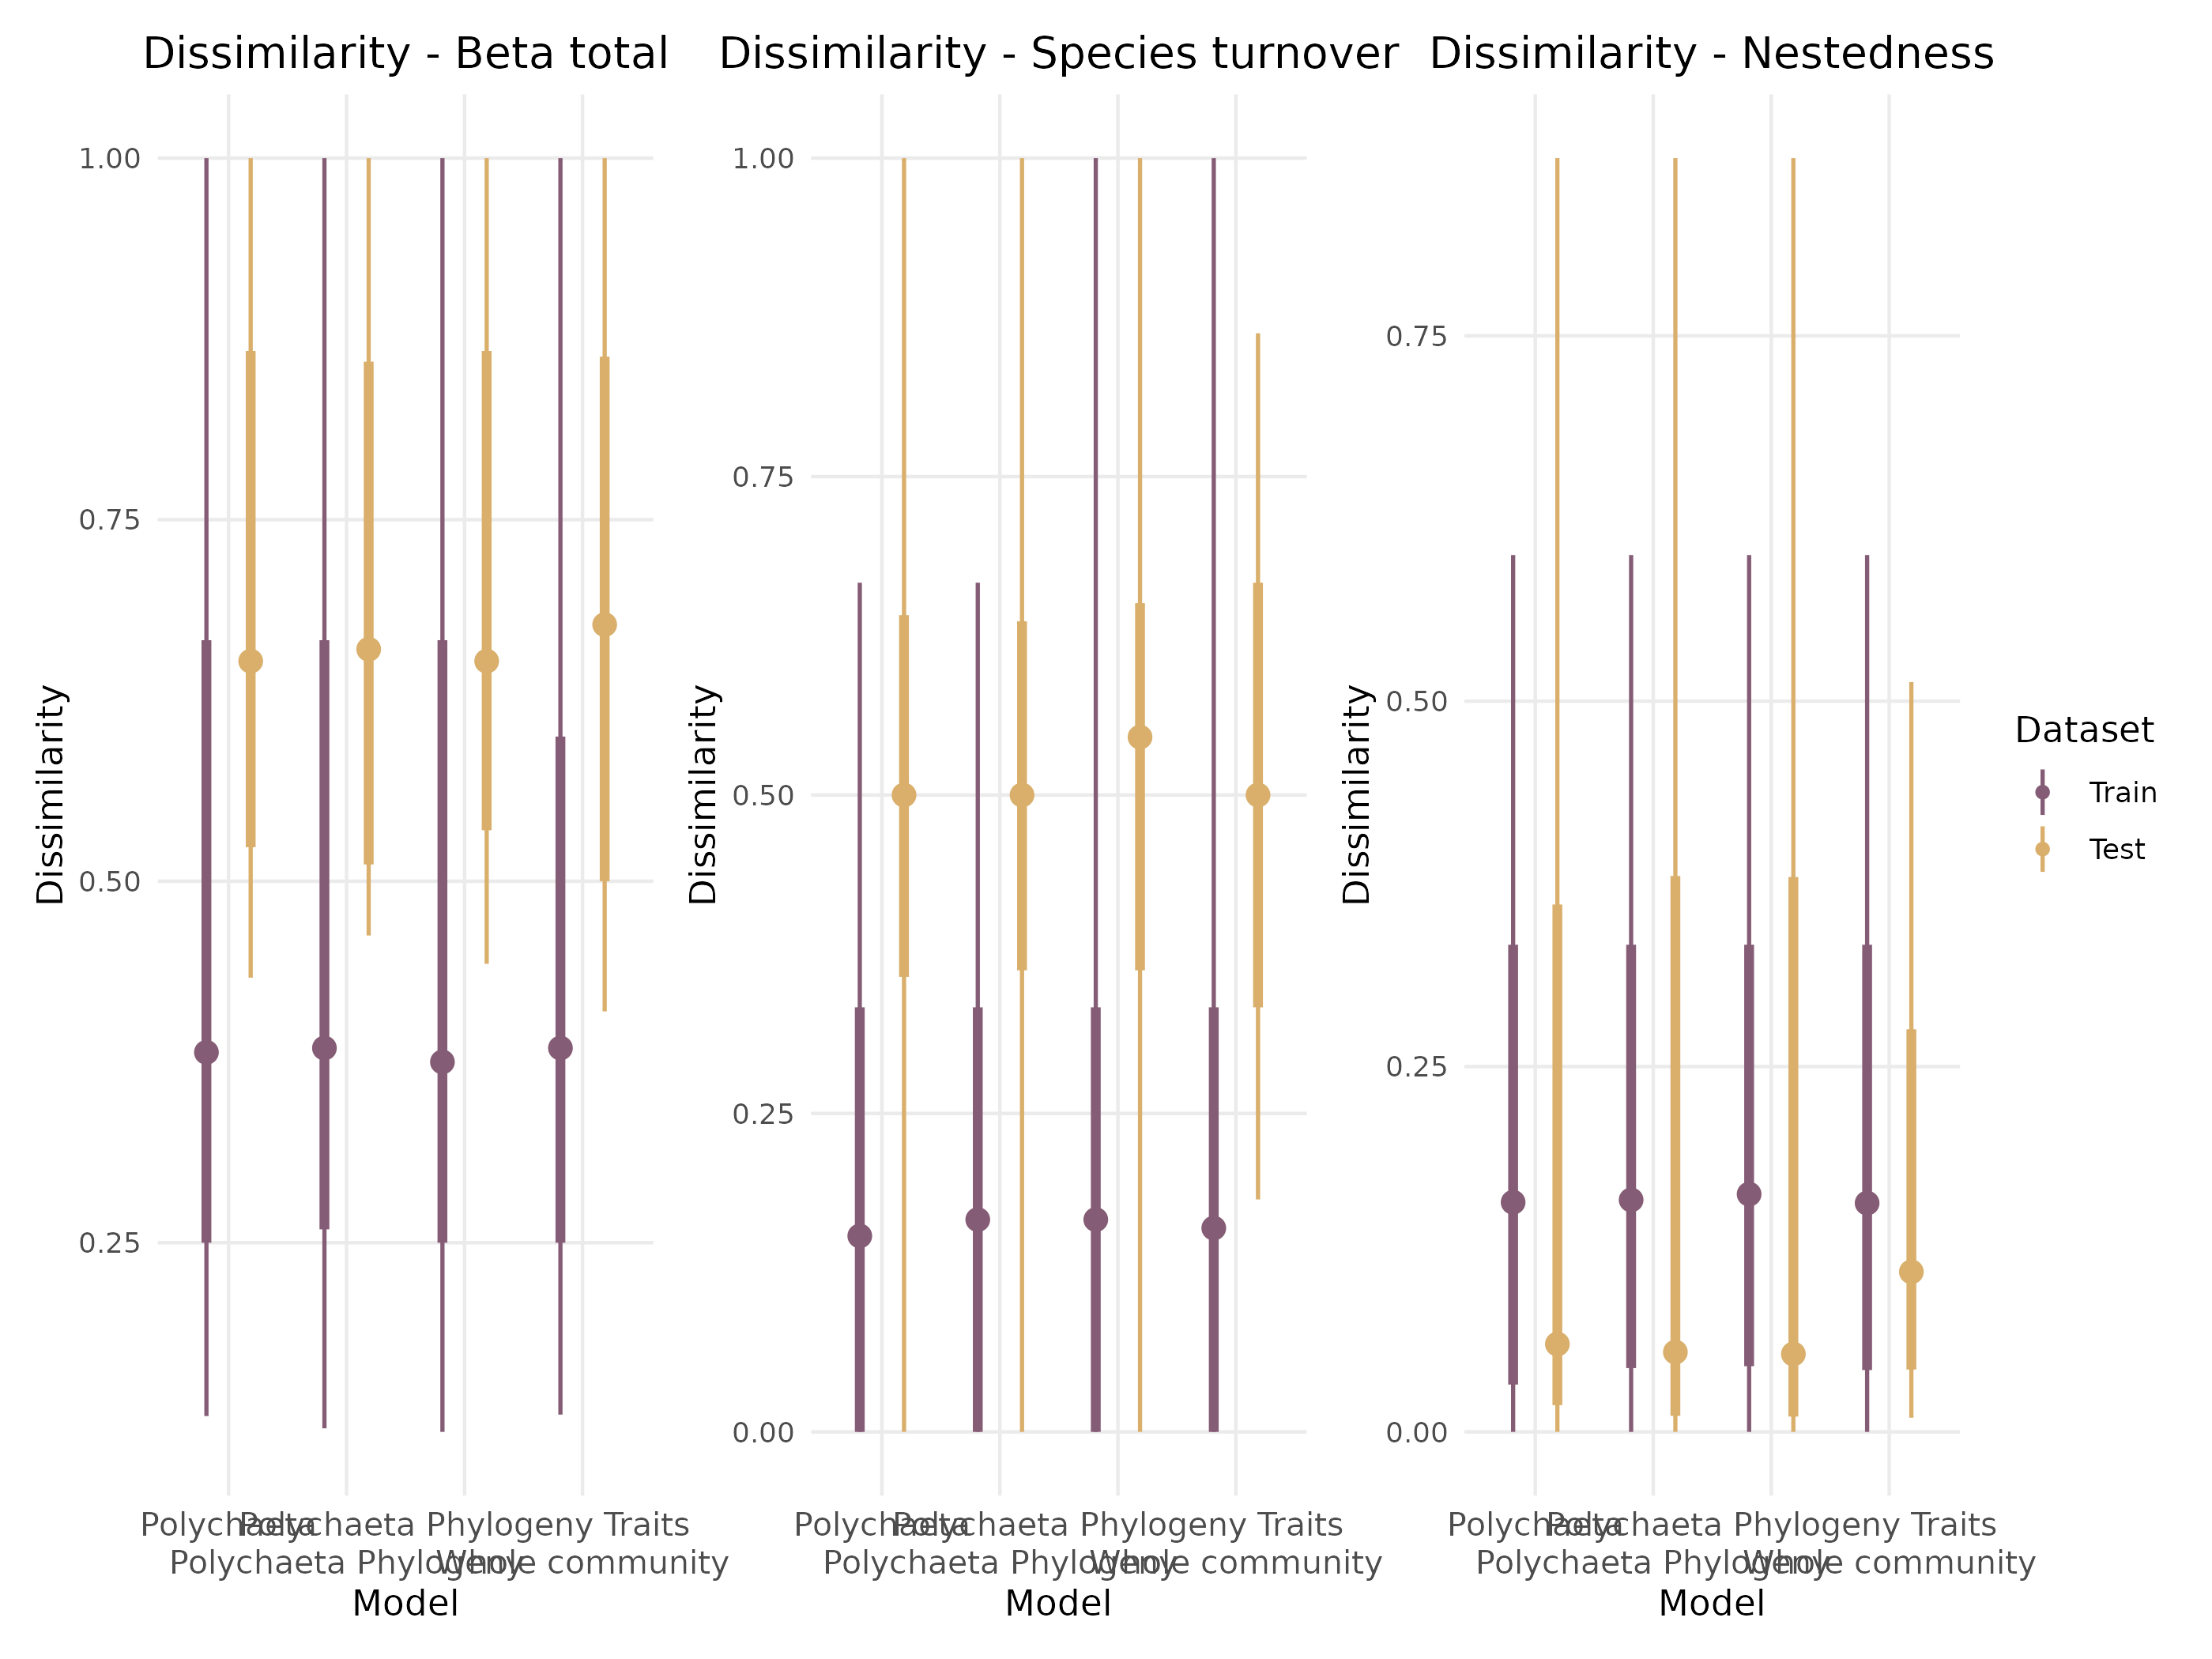 Dissimilarity - Beta total
Dissimilarity - Species turnover
Dissimilarity - Nestedness
Dissimilarity
1.00
0.75
0.50
0.25
Polychaeta
Polychaeta Phylogeny Traits
Polychaeta Phylogeny
Whole community
Model
Dissimilarity
1.00
0.75
0.50
0.25
0.00
Polychaeta
Polychaeta Phylogeny Traits
Polychaeta Phylogeny
Whole community
Model
Dissimilarity
0.75
0.50
0.25
0.00
Polychaeta
Polychaeta Phylogeny Traits
Polychaeta Phylogeny
Whole community
Model
Dataset
Train
Test